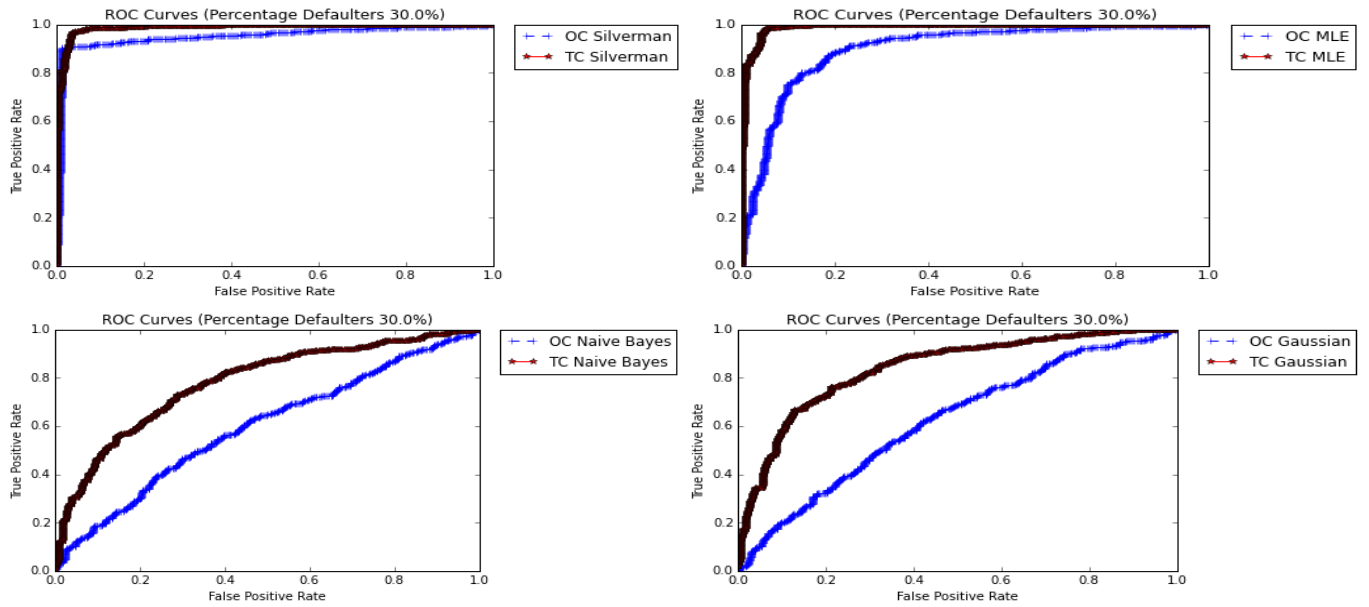 ROC Curves (Percentage Defaulters 30.0%)
1.0
0.8
0.6
0.4
0.2
0.0
True Positive Rate
0.0 0.2 0.4 0.6 0.8 1.0
False Positive Rate
OC Silverman
TC Silverman
ROC Curves (Percentage Defaulters 30.0%)
1.0
0.8
0.6
0.4
0.2
0.0
True Positive Rate
0.0 0.2 0.4 0.6 0.8 1.0
False Positive Rate
OC MLE
TC MLE
ROC Curves (Percentage Defaulters 30.0%)
1.0
0.8
0.6
0.4
0.2
0.0
True Positive Rate
0.0 0.2 0.4 0.6 0.8 1.0
False Positive Rate
OC Naive Bayes
TC Naive Bayes
ROC Curves (Percentage Defaulters 30.0%)
1.0
0.8
0.6
0.4
0.2
0.0
True Positive Rate
0.0 0.2 0.4 0.6 0.8 1.0
False Positive Rate
OC Gaussian
TC Gaussian